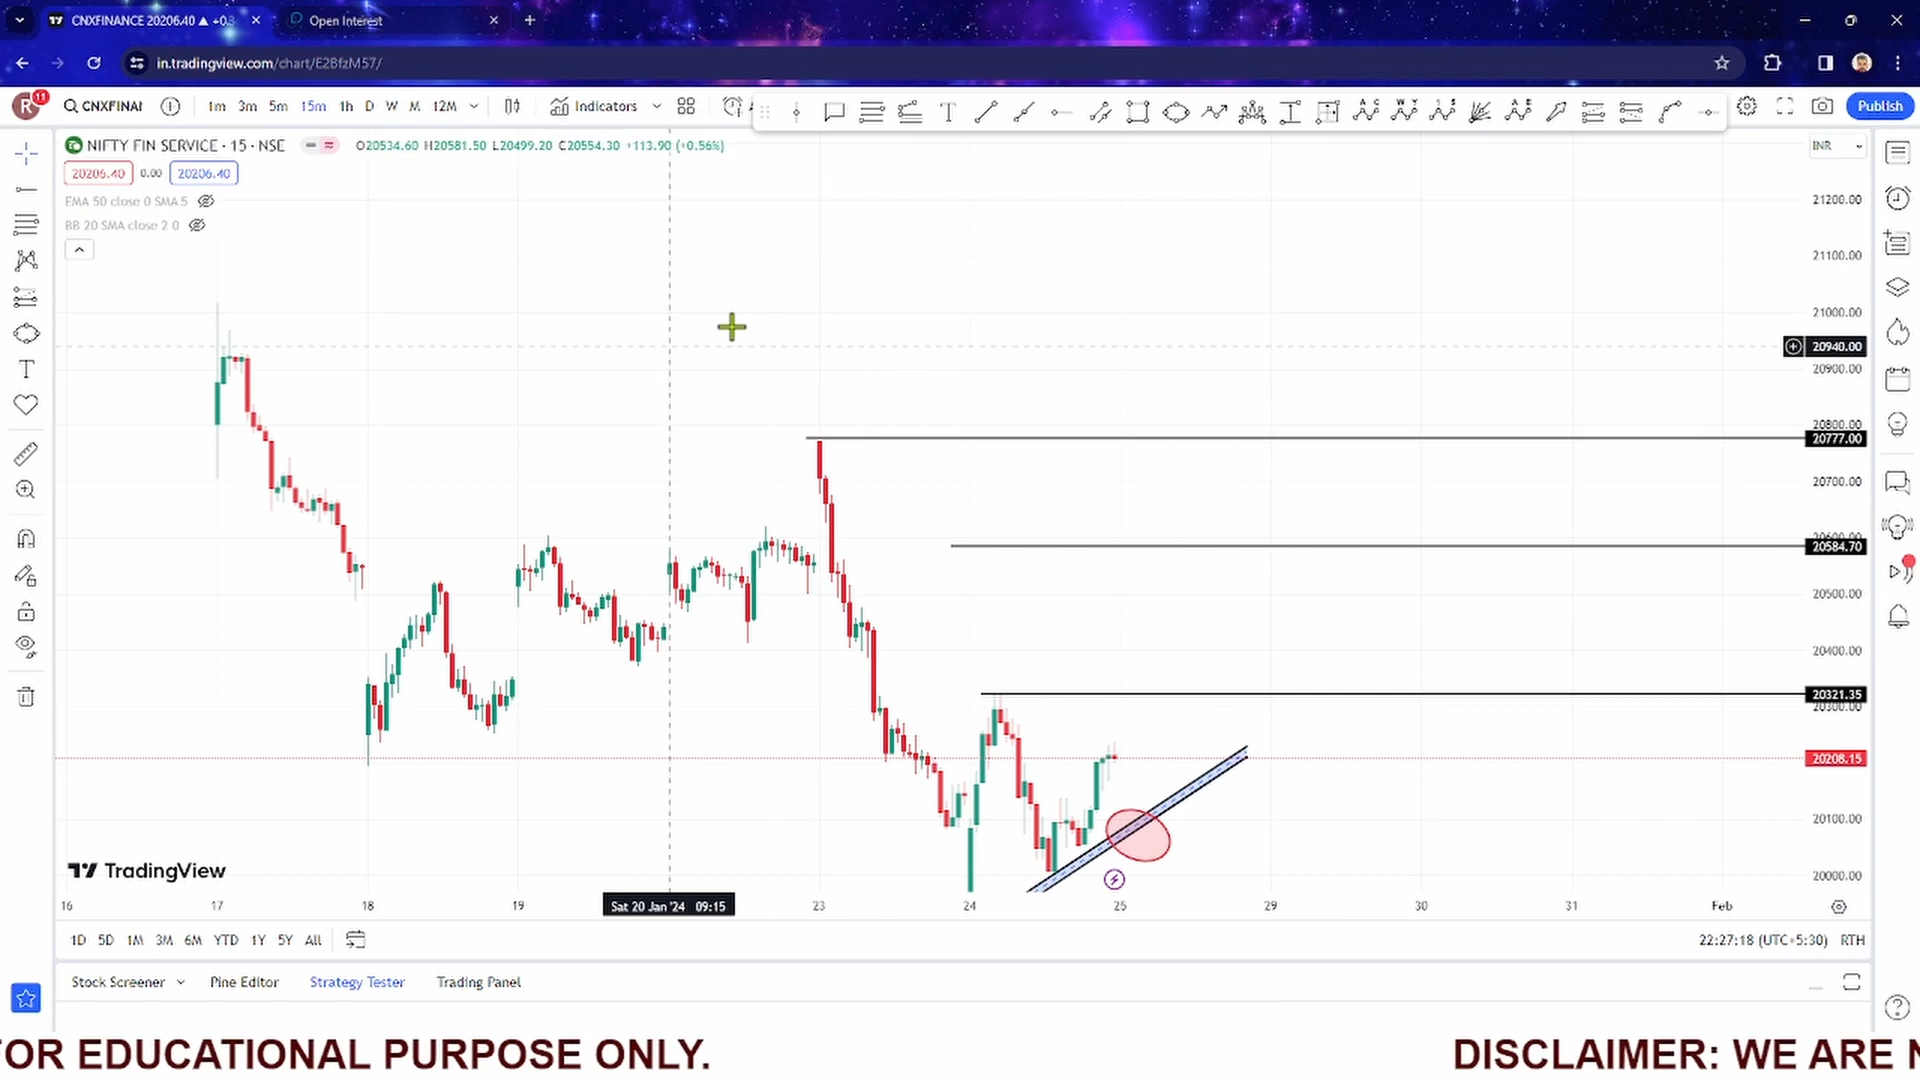 CNXFINANCE 20206.40 ▲ +0.8
Open Interest
in.tradingview.com/chart/E2BfzM57/
R 11
CNXFINAI 1m 3m 5m 15m 1h D W M 12M Indicators Publish
NIFTY FIN SERVICE · 15 · NSE O20534.60 H20581.50 L20499.20 C20554.30 +113.90 (+0.56%) INR
20206.40 0.00 20206.40
EMA 50 close 0 SMA 5
BB 20 SMA close 2 0
21200.00
21100.00
21000.00
20940.00
20900.00
20800.00
20777.00
20700.00
20600.00
20584.70
20500.00
20400.00
20321.35
20300.00
20208.15
20100.00
20000.00
TradingView
16 17 18 19 Sat 20 Jan '24 09:15 23 24 25 29 30 31 Feb
1D 5D 1M 3M 6M YTD 1Y 5Y All 22:27:18 (UTC+5:30) RTH
Stock Screener Pine Editor Strategy Tester Trading Panel
FOR EDUCATIONAL PURPOSE ONLY. DISCLAIMER: WE ARE N